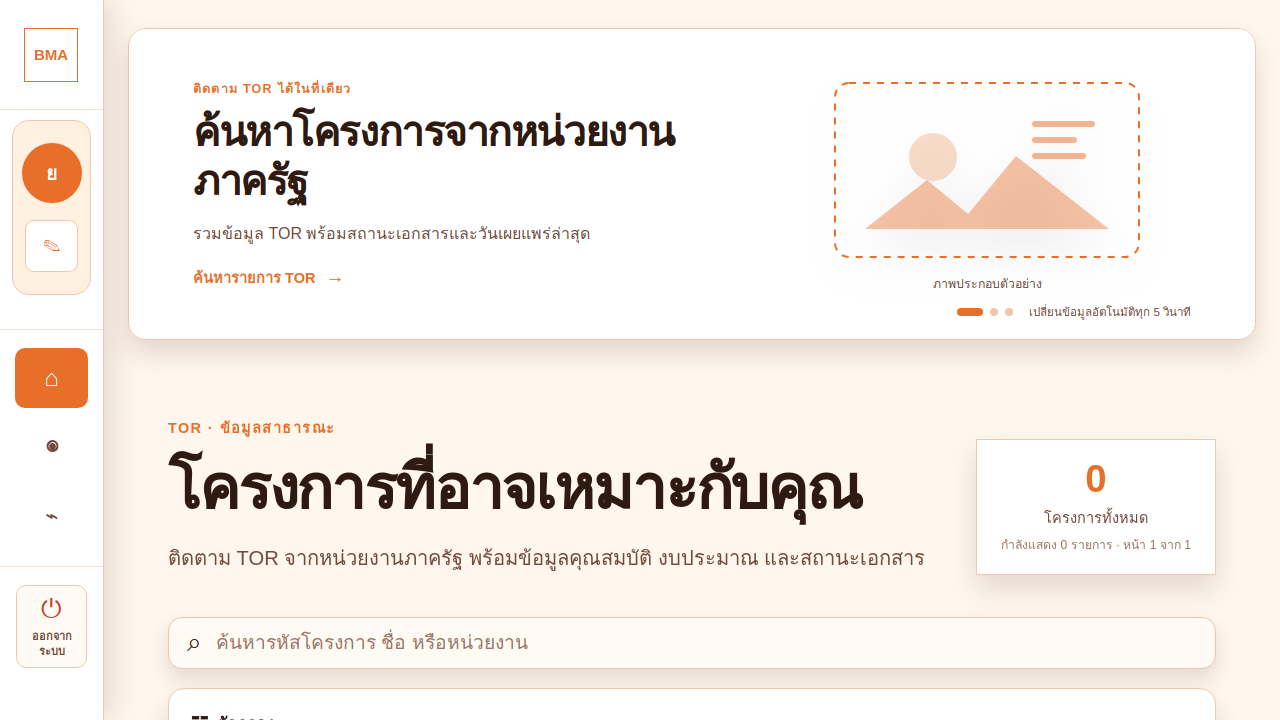 BMA
ย
ออกจาก
ระบบ
ติดตาม TOR ได้ในที่เดียว
ค้นหาโครงการจากหน่วยงาน
ภาครัฐ
รวมข้อมูล TOR พร้อมสถานะเอกสารและวันเผยแพร่ล่าสุด
ค้นหารายการ TOR →
ภาพประกอบตัวอย่าง
เปลี่ยนข้อมูลอัตโนมัติทุก 5 วินาที
TOR · ข้อมูลสาธารณะ
โครงการที่อาจเหมาะกับคุณ
ติดตาม TOR จากหน่วยงานภาครัฐ พร้อมข้อมูลคุณสมบัติ งบประมาณ และสถานะเอกสาร
0
โครงการทั้งหมด
กำลังแสดง 0 รายการ · หน้า 1 จาก 1
ค้นหารหัสโครงการ ชื่อ หรือหน่วยงาน